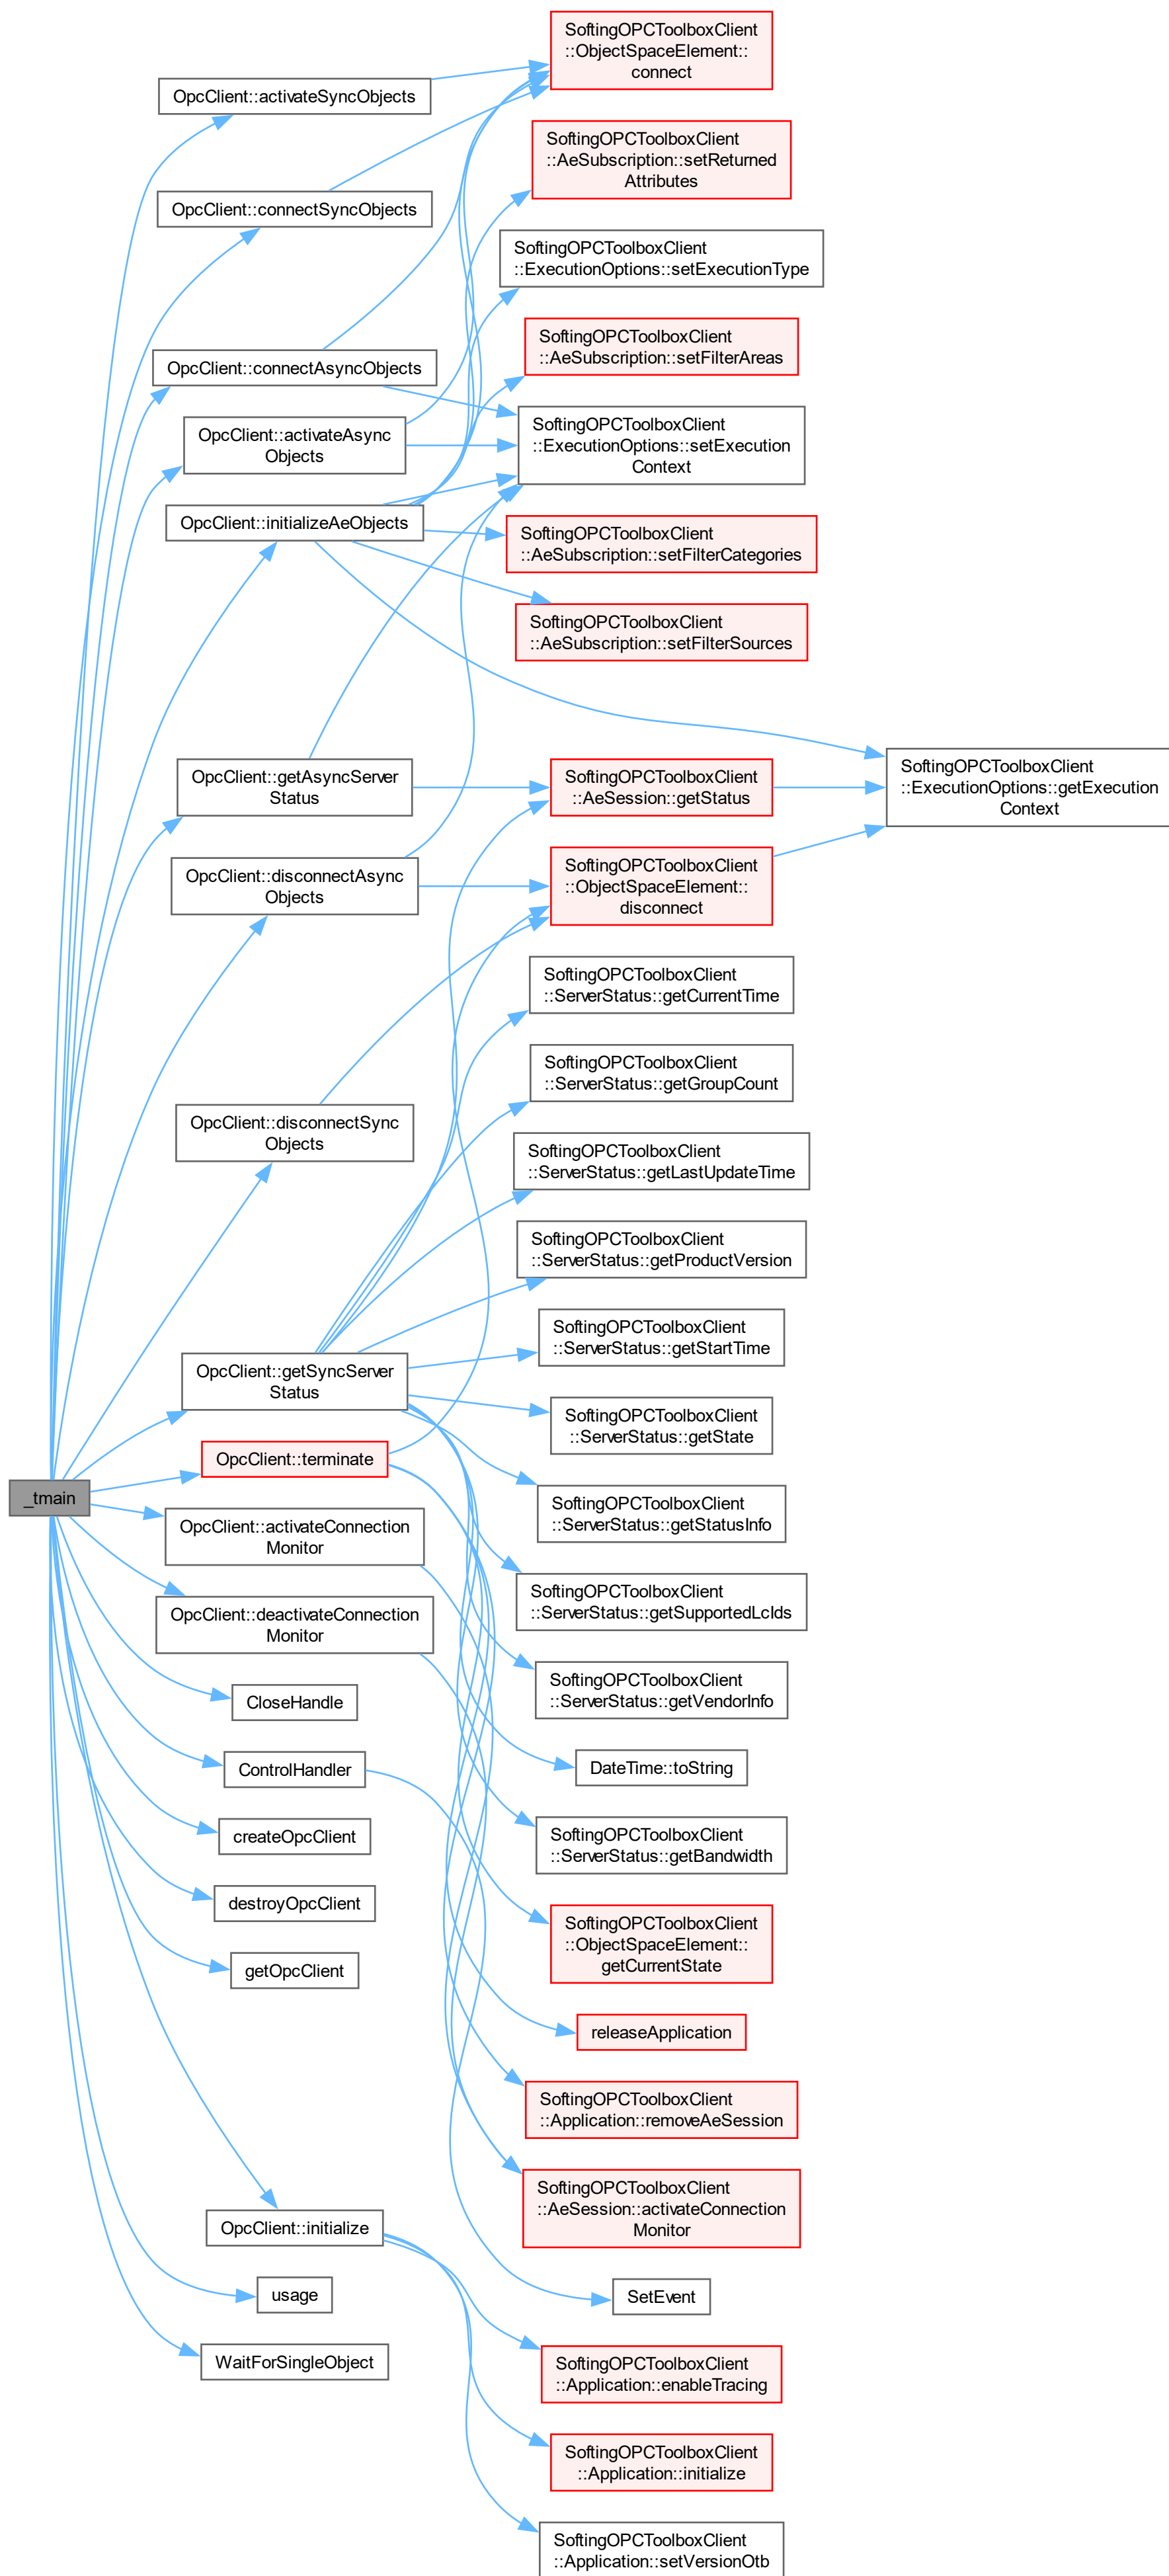 _tmain
OpcClient::activateSyncObjects
OpcClient::connectSyncObjects
OpcClient::connectAsyncObjects
OpcClient::activateAsync
Objects
OpcClient::initializeAeObjects
OpcClient::getAsyncServer
Status
OpcClient::disconnectAsync
Objects
OpcClient::disconnectSync
Objects
OpcClient::getSyncServer
Status
OpcClient::terminate
OpcClient::activateConnection
Monitor
OpcClient::deactivateConnection
Monitor
CloseHandle
ControlHandler
createOpcClient
destroyOpcClient
getOpcClient
OpcClient::initialize
usage
WaitForSingleObject
SoftingOPCToolboxClient
::ObjectSpaceElement::
connect
SoftingOPCToolboxClient
::AeSubscription::setReturned
Attributes
SoftingOPCToolboxClient
::ExecutionOptions::setExecutionType
SoftingOPCToolboxClient
::AeSubscription::setFilterAreas
SoftingOPCToolboxClient
::ExecutionOptions::setExecution
Context
SoftingOPCToolboxClient
::AeSubscription::setFilterCategories
SoftingOPCToolboxClient
::AeSubscription::setFilterSources
SoftingOPCToolboxClient
::AeSession::getStatus
SoftingOPCToolboxClient
::ObjectSpaceElement::
disconnect
SoftingOPCToolboxClient
::ServerStatus::getCurrentTime
SoftingOPCToolboxClient
::ServerStatus::getGroupCount
SoftingOPCToolboxClient
::ServerStatus::getLastUpdateTime
SoftingOPCToolboxClient
::ServerStatus::getProductVersion
SoftingOPCToolboxClient
::ServerStatus::getStartTime
SoftingOPCToolboxClient
::ServerStatus::getState
SoftingOPCToolboxClient
::ServerStatus::getStatusInfo
SoftingOPCToolboxClient
::ServerStatus::getSupportedLcIds
SoftingOPCToolboxClient
::ServerStatus::getVendorInfo
DateTime::toString
SoftingOPCToolboxClient
::ServerStatus::getBandwidth
SoftingOPCToolboxClient
::ObjectSpaceElement::
getCurrentState
releaseApplication
SoftingOPCToolboxClient
::Application::removeAeSession
SoftingOPCToolboxClient
::AeSession::activateConnection
Monitor
SetEvent
SoftingOPCToolboxClient
::Application::enableTracing
SoftingOPCToolboxClient
::Application::initialize
SoftingOPCToolboxClient
::Application::setVersionOtb
SoftingOPCToolboxClient
::ExecutionOptions::getExecution
Context